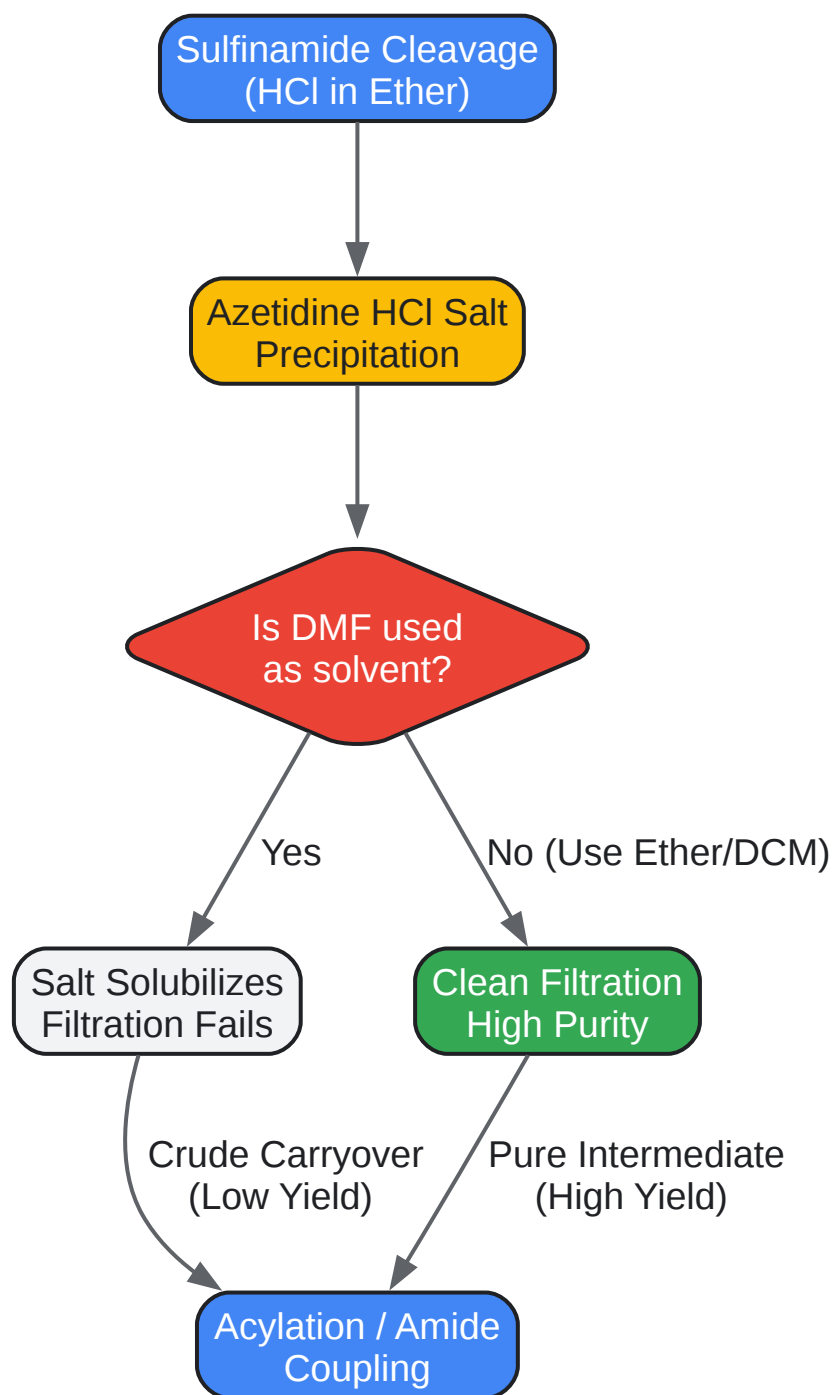 Sulfinamide Cleavage
(HCl in Ether)
Azetidine HCl Salt
Precipitation
Is DMF used
as solvent?
Yes
No (Use Ether/DCM)
Salt Solubilizes
Filtration Fails
Clean Filtration
High Purity
Crude Carryover
(Low Yield)
Pure Intermediate
(High Yield)
Acylation / Amide
Coupling